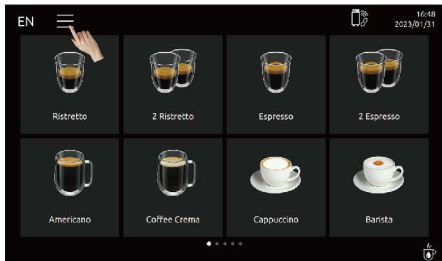 EN
16:48
2023/01/31
Ristretto
2 Ristretto
Espresso
2 Espresso
Americano
Coffee Crema
Cappuccino
Barista